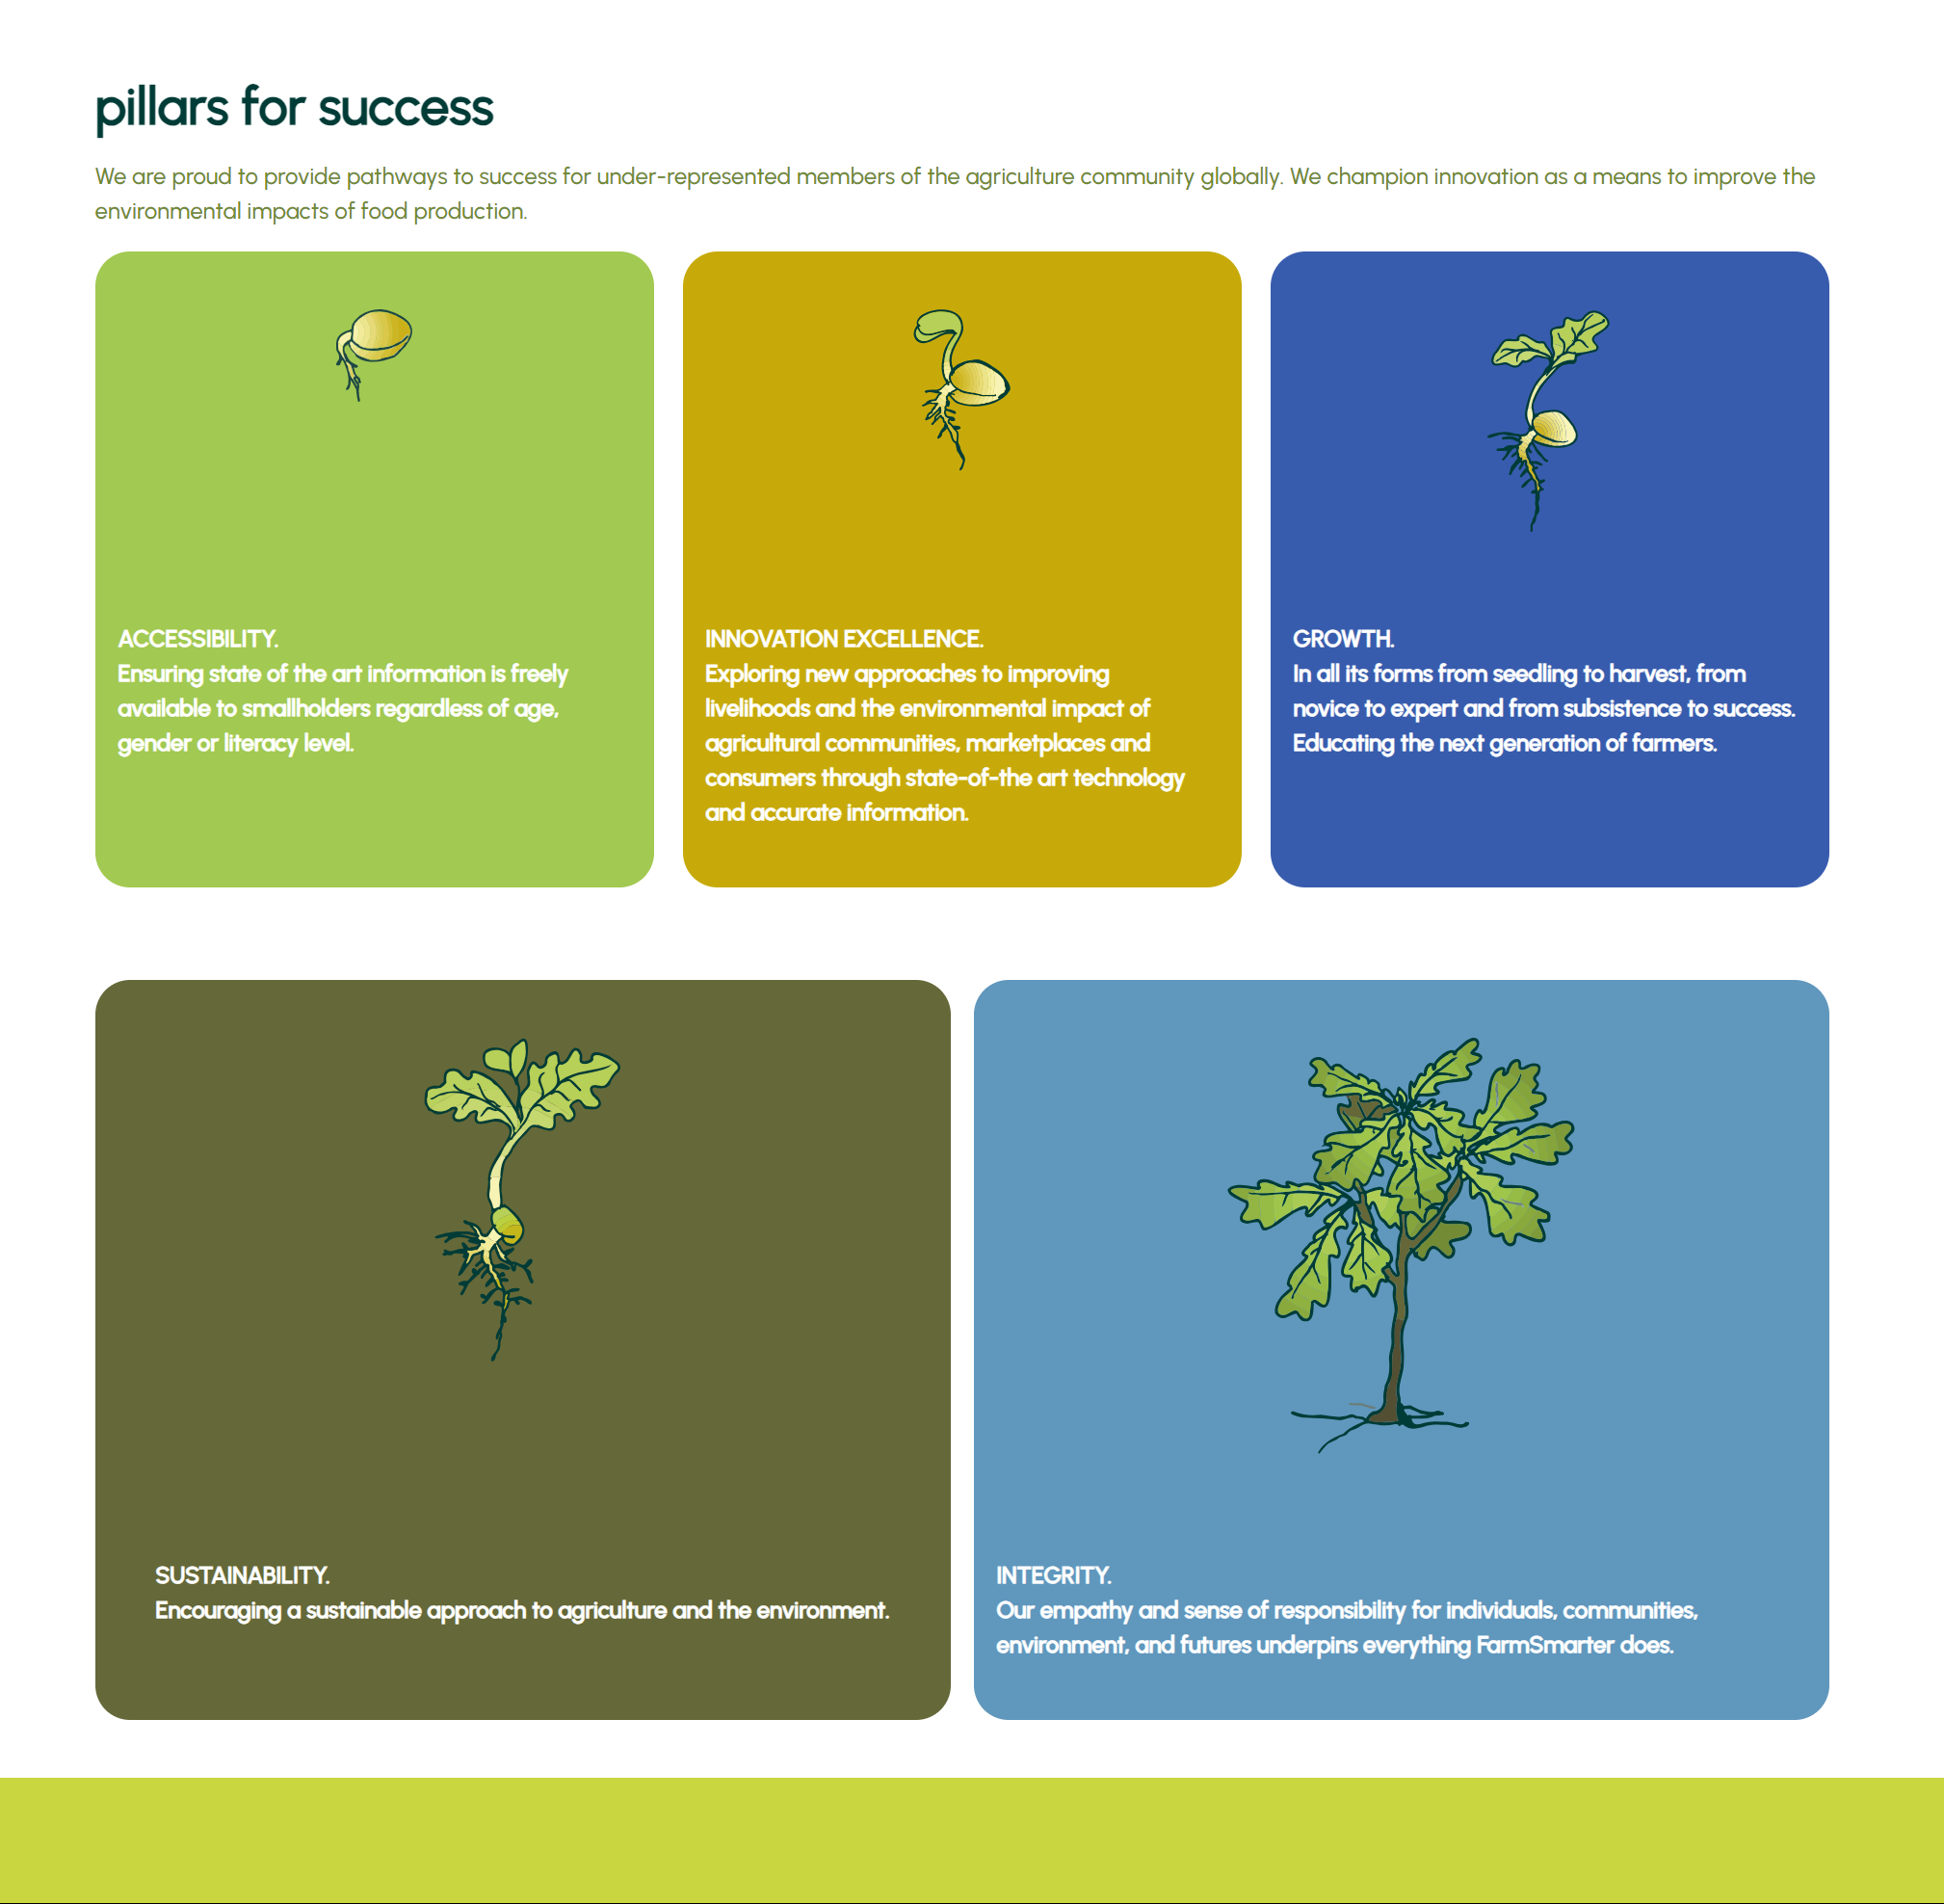 pillars for success
We are proud to provide pathways to success for under-represented members of the agriculture community globally. We champion innovation as a means to improve the
environmental impacts of food production.
ACCESSIBILITY.
Ensuring state of the art information is freely
available to smallholders regardless of age,
gender or literacy level.
INNOVATION EXCELLENCE.
Exploring new approaches to improving
livelihoods and the environmental impact of
agricultural communities, marketplaces and
consumers through state-of-the art technology
and accurate information.
GROWTH.
In all its forms from seedling to harvest, from
novice to expert and from subsistence to success.
Educating the next generation of farmers.
SUSTAINABILITY.
Encouraging a sustainable approach to agriculture and the environment.
INTEGRITY.
Our empathy and sense of responsibility for individuals, communities,
environment, and futures underpins everything FarmSmarter does.